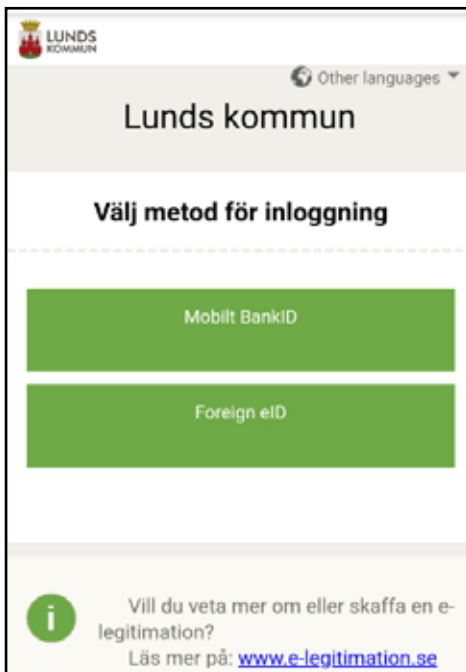 LUNDS
KOMMUN
Other languages
Lunds kommun
Välj metod för inloggning
Mobilt BankID
Foreign eID
i
Vill du veta mer om eller skaffa en e-
legitimation?
Läs mer på: www.e-legitimation.se